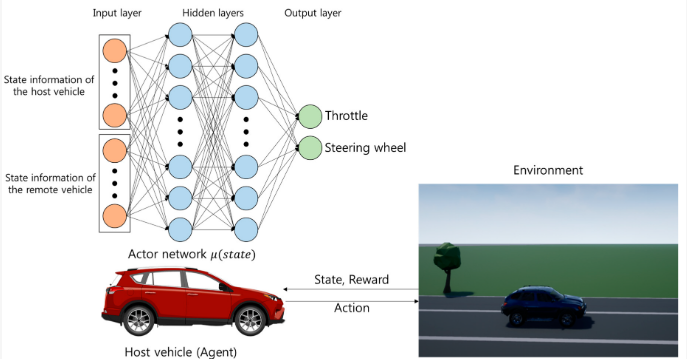 Input layer
Hidden layers
Output layer
State information of
the host vehicle
State information of
the remote vehicle
Throttle
Steering wheel
Actor network μ(state)
Environment
State, Reward
Action
Host vehicle (Agent)